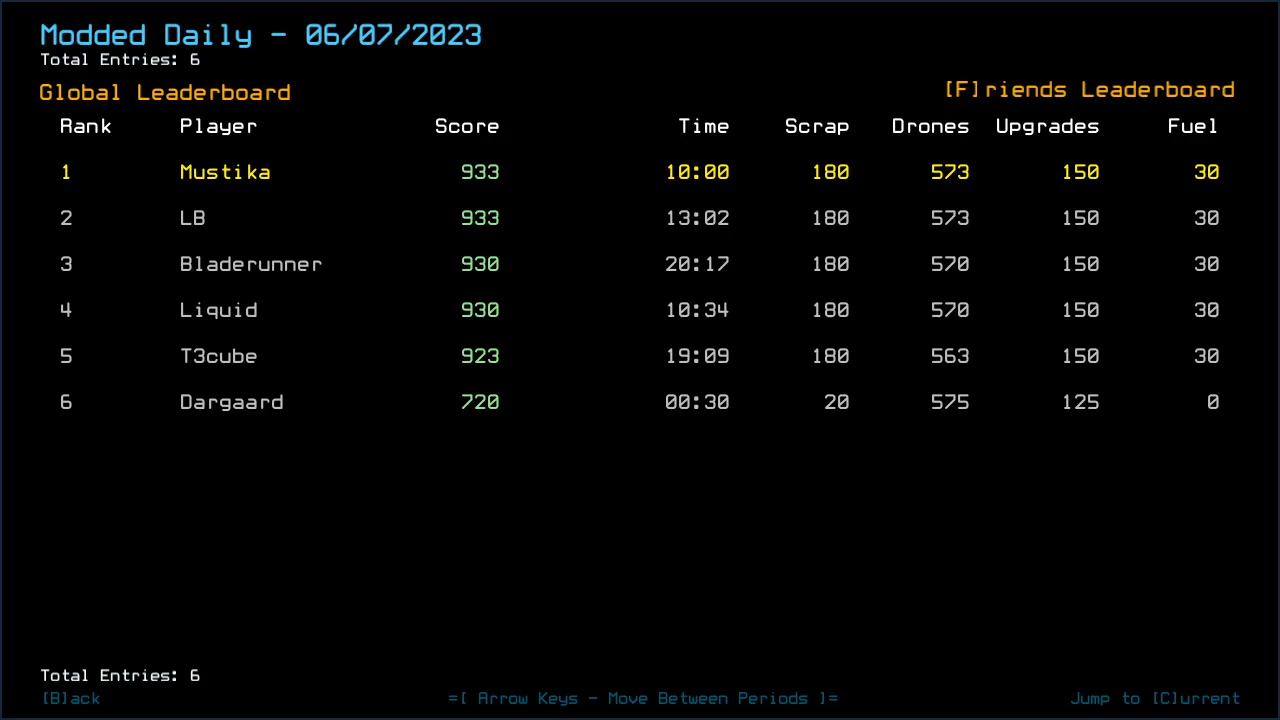 Modded Daily - 06/07/2023
Total Entries: 6
Global Leaderboard [F]riends Leaderboard
Rank Player Score Time Scrap Drones Upgrades Fuel
1 Mustika 933 10:00 180 573 150 30
2 LB 933 13:02 180 573 150 30
3 Bladerunner 930 20:17 180 570 150 30
4 Liquid 930 10:34 180 570 150 30
5 T3cube 923 19:09 180 563 150 30
6 Dargaard 720 00:30 20 575 125 0
Total Entries: 6
[B]ack =[ Arrow Keys - Move Between Periods ]= Jump to [C]urrent